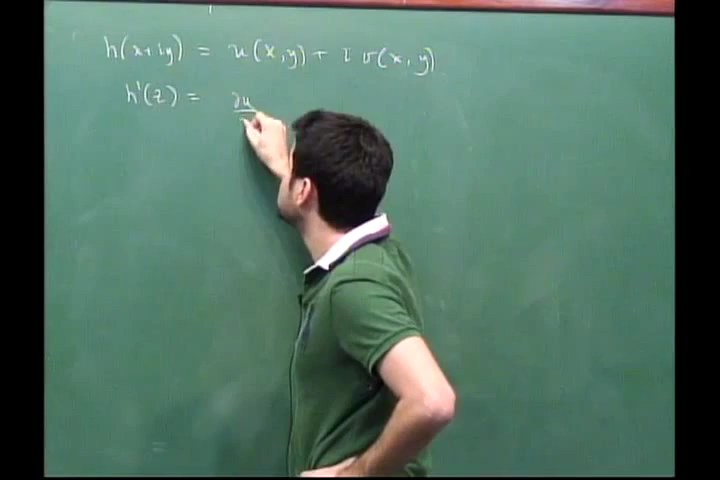 h(x+iy) = u(x,y) + i v(x,y)
h'(z) = ∂u